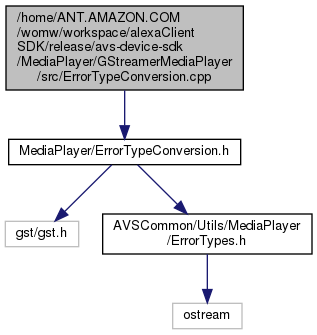 /home/ANT.AMAZON.COM
/womw/workspace/alexaClient
SDK/release/avs-device-sdk
/MediaPlayer/GStreamerMediaPlayer
/src/ErrorTypeConversion.cpp
MediaPlayer/ErrorTypeConversion.h
gst/gst.h
AVSCommon/Utils/MediaPlayer
/ErrorTypes.h
ostream